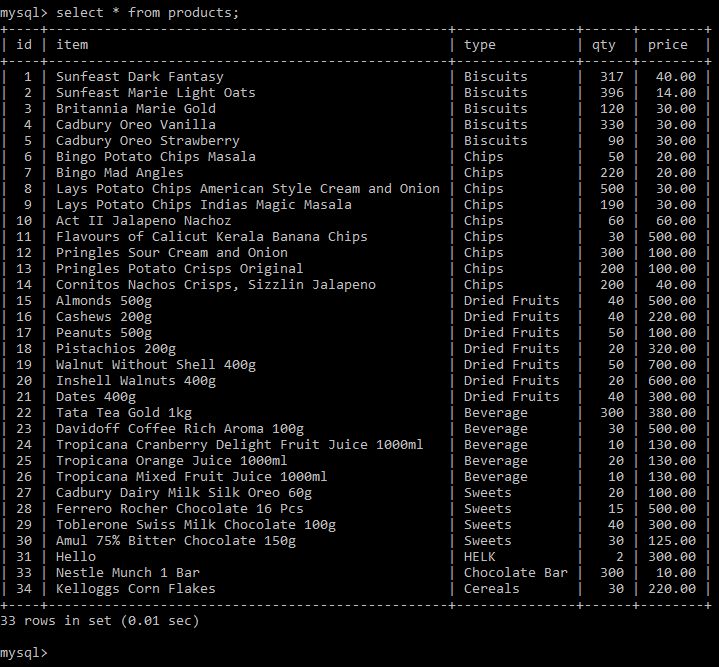 mysql> select * from products;
+----+------------------------------------------------+---------------+------+--------+
| id | item                                           | type          | qty  | price  |
+----+------------------------------------------------+---------------+------+--------+
|  1 | Sunfeast Dark Fantasy                          | Biscuits      |  317 |  40.00 |
|  2 | Sunfeast Marie Light Oats                      | Biscuits      |  396 |  14.00 |
|  3 | Britannia Marie Gold                           | Biscuits      |  120 |  30.00 |
|  4 | Cadbury Oreo Vanilla                           | Biscuits      |  330 |  30.00 |
|  5 | Cadbury Oreo Strawberry                        | Biscuits      |   90 |  30.00 |
|  6 | Bingo Potato Chips Masala                      | Chips         |   50 |  20.00 |
|  7 | Bingo Mad Angles                               | Chips         |  220 |  20.00 |
|  8 | Lays Potato Chips American Style Cream and Onion | Chips         |  500 |  30.00 |
|  9 | Lays Potato Chips Indias Magic Masala          | Chips         |  190 |  30.00 |
| 10 | Act II Jalapeno Nachoz                         | Chips         |   60 |  60.00 |
| 11 | Flavours of Calicut Kerala Banana Chips        | Chips         |   30 | 500.00 |
| 12 | Pringles Sour Cream and Onion                  | Chips         |  300 | 100.00 |
| 13 | Pringles Potato Crisps Original                | Chips         |  200 | 100.00 |
| 14 | Cornitos Nachos Crisps, Sizzlin Jalapeno       | Chips         |  200 |  40.00 |
| 15 | Almonds 500g                                   | Dried Fruits  |   40 | 500.00 |
| 16 | Cashews 200g                                   | Dried Fruits  |   40 | 220.00 |
| 17 | Peanuts 500g                                   | Dried Fruits  |   50 | 100.00 |
| 18 | Pistachios 200g                                | Dried Fruits  |   20 | 320.00 |
| 19 | Walnut Without Shell 400g                      | Dried Fruits  |   50 | 700.00 |
| 20 | Inshell Walnuts 400g                           | Dried Fruits  |   20 | 600.00 |
| 21 | Dates 400g                                     | Dried Fruits  |   40 | 300.00 |
| 22 | Tata Tea Gold 1kg                              | Beverage      |  300 | 380.00 |
| 23 | Davidoff Coffee Rich Aroma 100g                | Beverage      |   30 | 500.00 |
| 24 | Tropicana Cranberry Delight Fruit Juice 1000ml | Beverage      |   10 | 130.00 |
| 25 | Tropicana Orange Juice 1000ml                  | Beverage      |   20 | 130.00 |
| 26 | Tropicana Mixed Fruit Juice 1000ml             | Beverage      |   10 | 130.00 |
| 27 | Cadbury Dairy Milk Silk Oreo 60g               | Sweets        |   20 | 100.00 |
| 28 | Ferrero Rocher Chocolate 16 Pcs                | Sweets        |   15 | 500.00 |
| 29 | Toblerone Swiss Milk Chocolate 100g            | Sweets        |   40 | 300.00 |
| 30 | Amul 75% Bitter Chocolate 150g                 | Sweets        |   30 | 125.00 |
| 31 | Hello                                          | HELK          |    2 | 300.00 |
| 33 | Nestle Munch 1 Bar                             | Chocolate Bar |  300 |  10.00 |
| 34 | Kelloggs Corn Flakes                           | Cereals       |   30 | 220.00 |
+----+------------------------------------------------+---------------+------+--------+
33 rows in set (0.01 sec)
mysql>